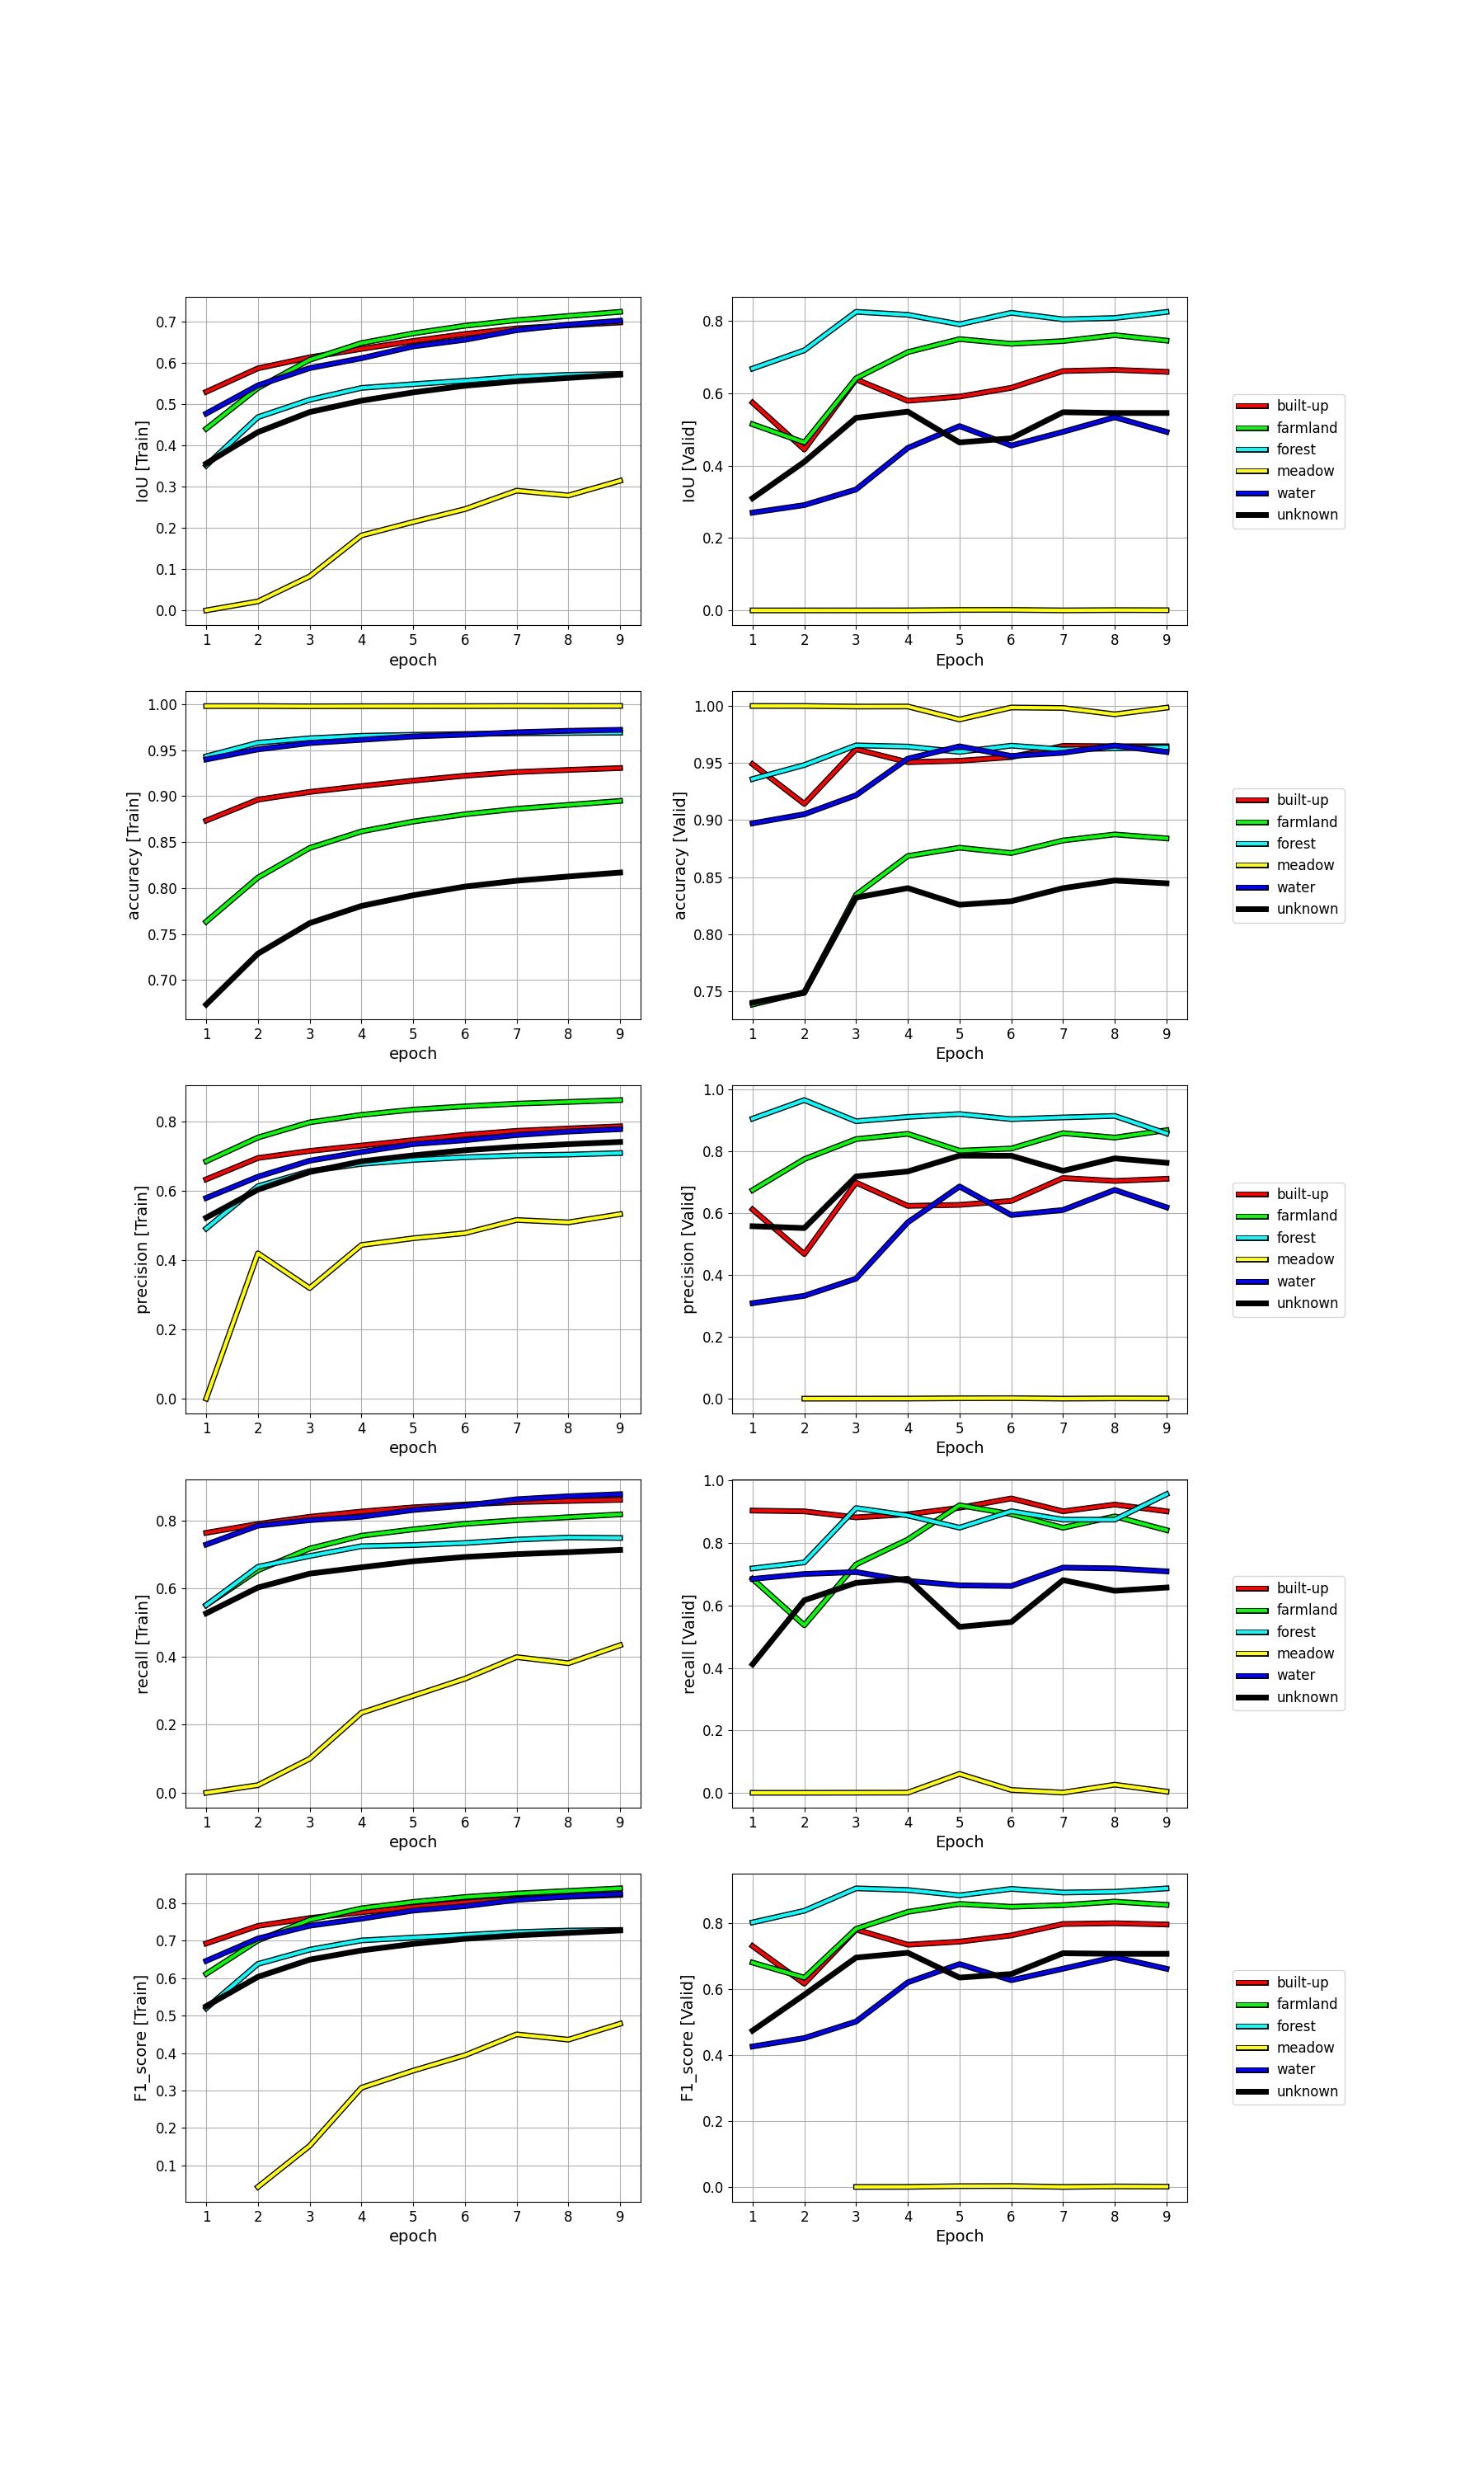 IoU [Train]
0.7
0.6
0.5
0.4
0.3
0.2
0.1
0.0
1 2 3 4 5 6 7 8 9
epoch
IoU [Valid]
0.8
0.6
0.4
0.2
0.0
1 2 3 4 5 6 7 8 9
Epoch
built-up
farmland
forest
meadow
water
unknown
accuracy [Train]
1.00
0.95
0.90
0.85
0.80
0.75
0.70
1 2 3 4 5 6 7 8 9
epoch
accuracy [Valid]
1.00
0.95
0.90
0.85
0.80
0.75
1 2 3 4 5 6 7 8 9
Epoch
built-up
farmland
forest
meadow
water
unknown
precision [Train]
0.8
0.6
0.4
0.2
0.0
1 2 3 4 5 6 7 8 9
epoch
precision [Valid]
1.0
0.8
0.6
0.4
0.2
0.0
1 2 3 4 5 6 7 8 9
Epoch
built-up
farmland
forest
meadow
water
unknown
recall [Train]
0.8
0.6
0.4
0.2
0.0
1 2 3 4 5 6 7 8 9
epoch
recall [Valid]
1.0
0.8
0.6
0.4
0.2
0.0
1 2 3 4 5 6 7 8 9
Epoch
built-up
farmland
forest
meadow
water
unknown
F1_score [Train]
0.8
0.7
0.6
0.5
0.4
0.3
0.2
0.1
1 2 3 4 5 6 7 8 9
epoch
F1_score [Valid]
0.8
0.6
0.4
0.2
0.0
1 2 3 4 5 6 7 8 9
Epoch
built-up
farmland
forest
meadow
water
unknown